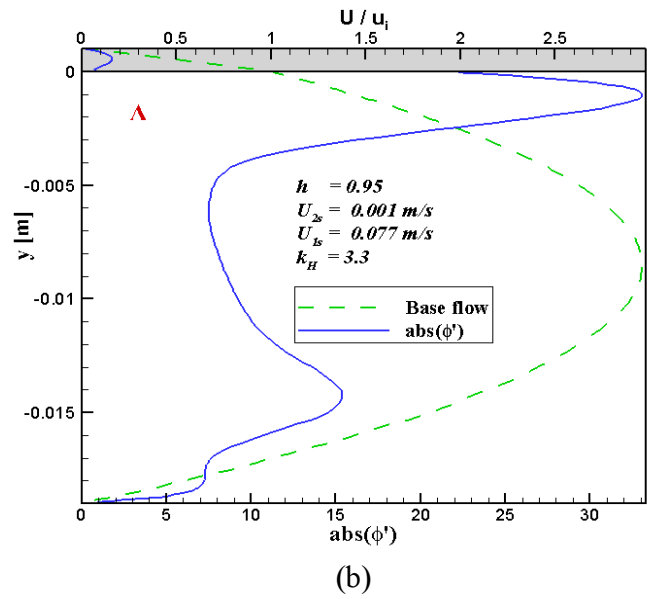 U / u_i
0 0.5 1 1.5 2 2.5
0
-0.005
-0.01
-0.015
y [m]
Λ
h = 0.95
U_2s = 0.001 m/s
U_1s = 0.077 m/s
k_H = 3.3
Base flow
abs(ϕ')
0 5 10 15 20 25 30
abs(ϕ')
(b)